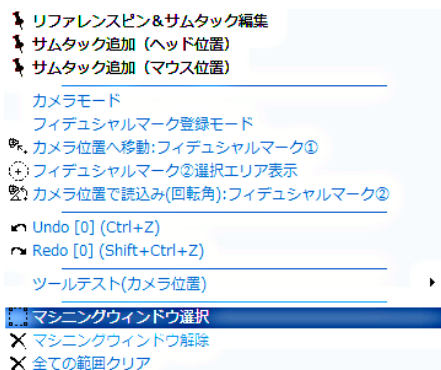 リファレンスピン&サムタック編集
サムタック追加（ヘッド位置）
サムタック追加（マウス位置）
カメラモード
フィデュシャルマーク登録モード
カメラ位置へ移動:フィデュシャルマーク①
フィデュシャルマーク②選択エリア表示
カメラ位置で読込み(回転角):フィデュシャルマーク②
Undo [0] (Ctrl+Z)
Redo [0] (Shift+Ctrl+Z)
ツールテスト(カメラ位置)
マシニングウィンドウ選択
マシニングウィンドウ解除
全ての範囲クリア